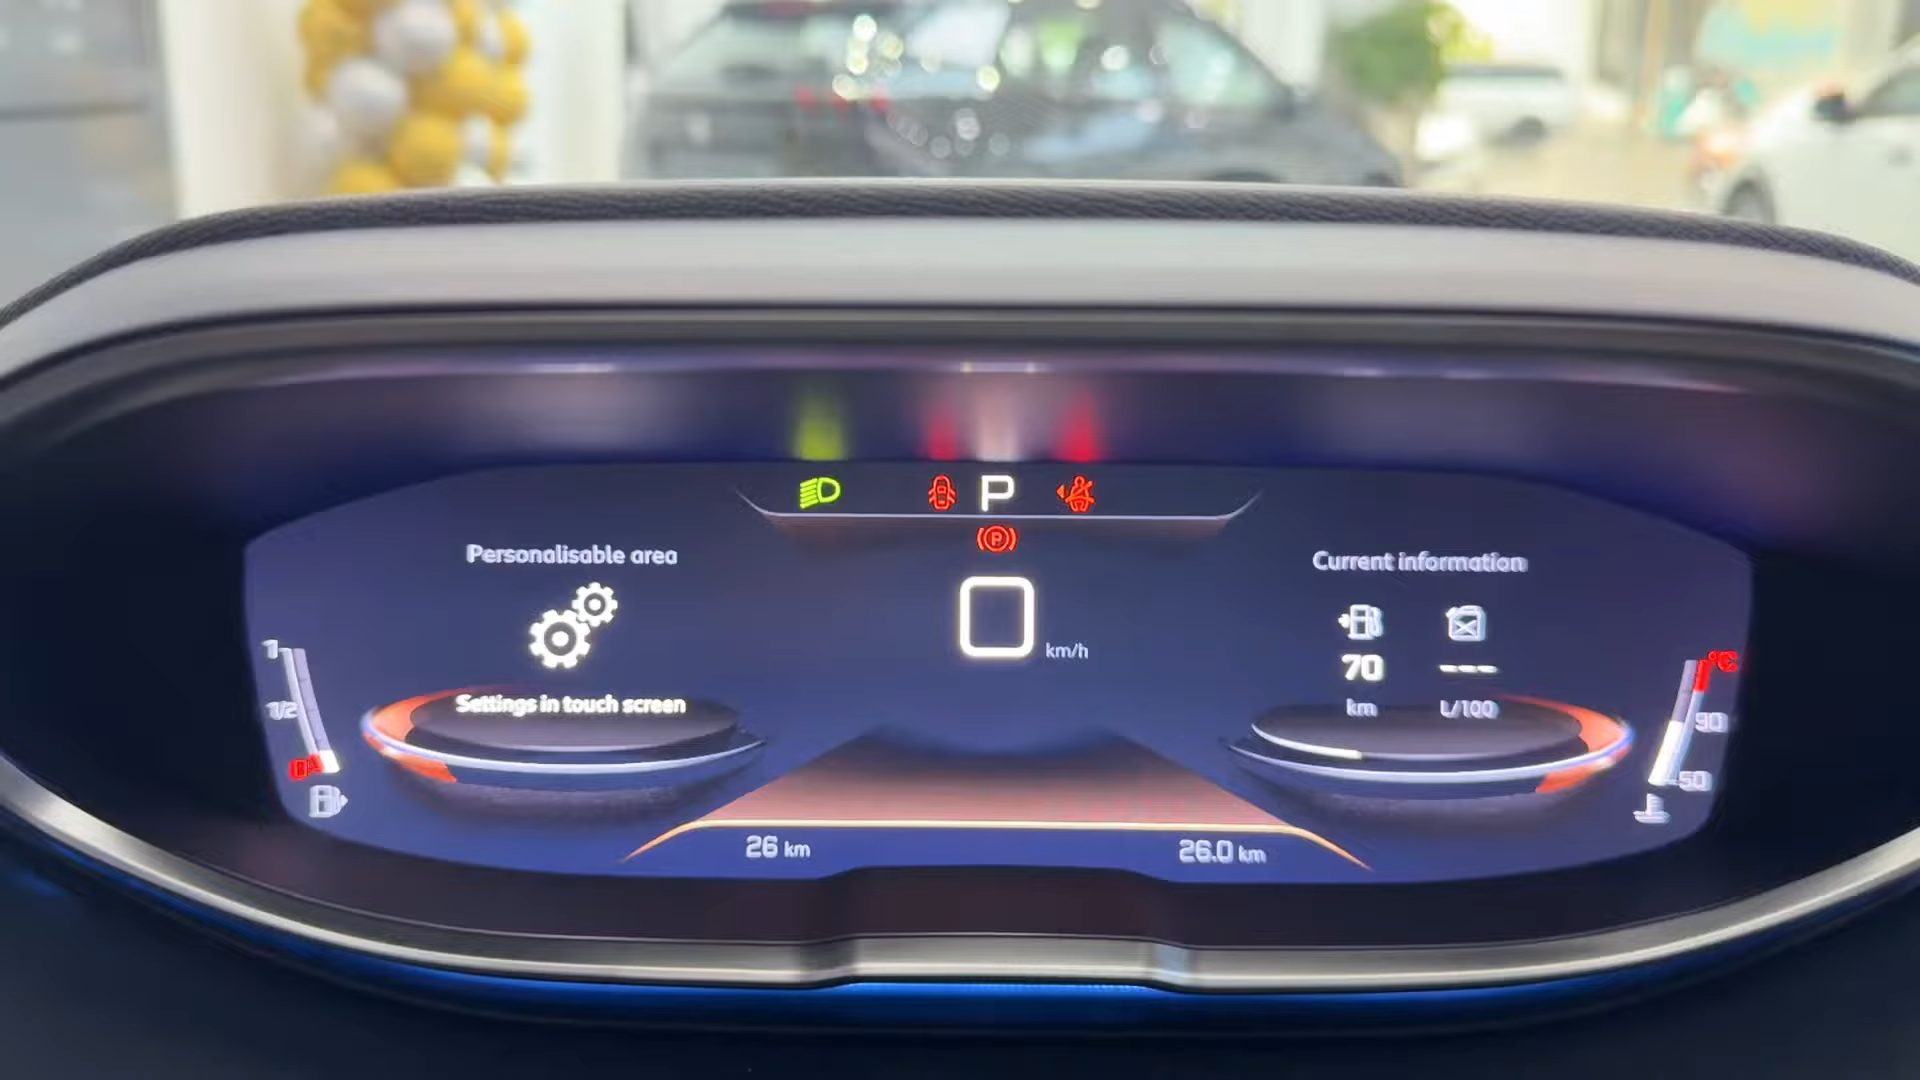 P
P
Personalisable area
Current information
0
km/h
70
---
km
L/100
Settings in touch screen
1
1/2
°C
90
50
26 km
26.0 km